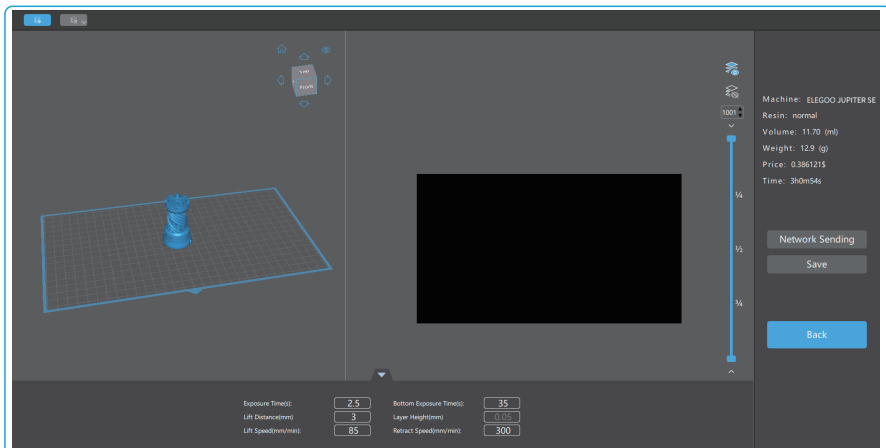 Top
Front
1001
¼
½
¾
Machine: ELEGOO JUPITER SE
Resin: normal
Volume: 11.70 (ml)
Weight: 12.9 (g)
Price: 0.386121$
Time: 3h0m54s
Network Sending
Save
Back
Exposure Time(s): 2.5 Bottom Exposure Time(s): 35
Lift Distance(mm) 3 Layer Height(mm) 0.05
Lift Speed(mm/min): 85 Retract Speed(mm/min): 300